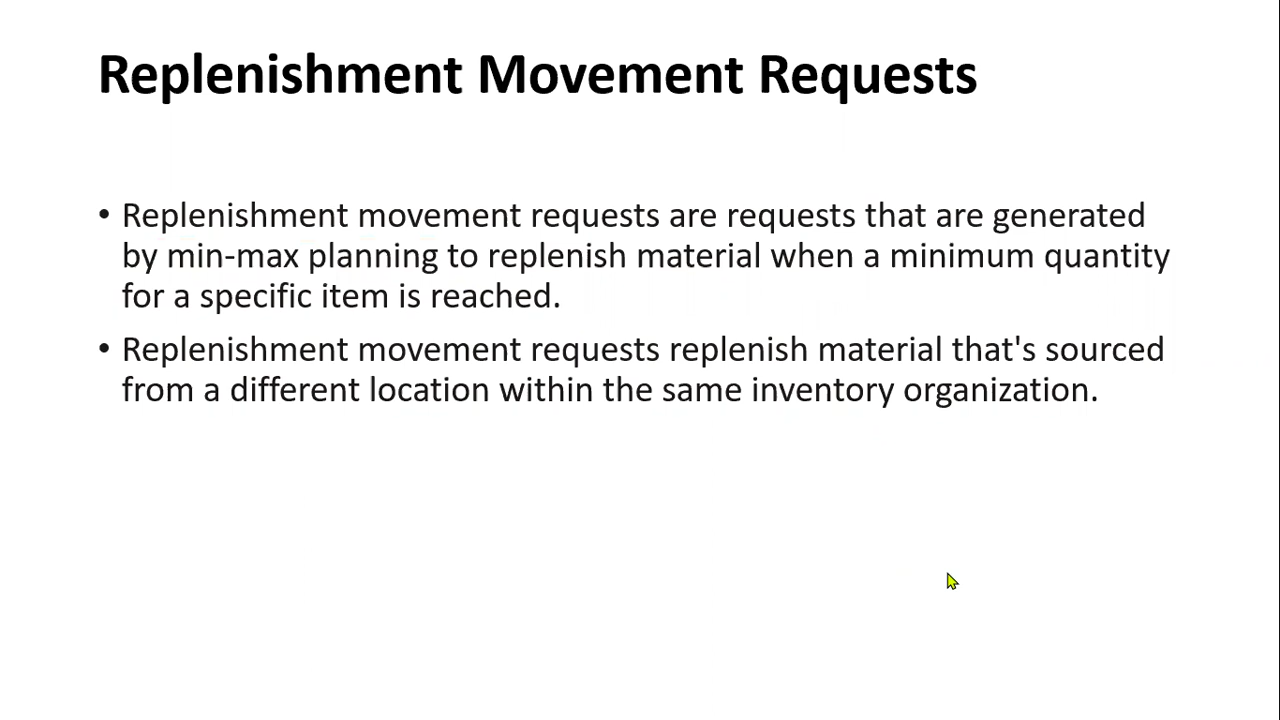 Replenishment Movement Requests
• Replenishment movement requests are requests that are generated
by min-max planning to replenish material when a minimum quantity
for a specific item is reached.
• Replenishment movement requests replenish material that's sourced
from a different location within the same inventory organization.